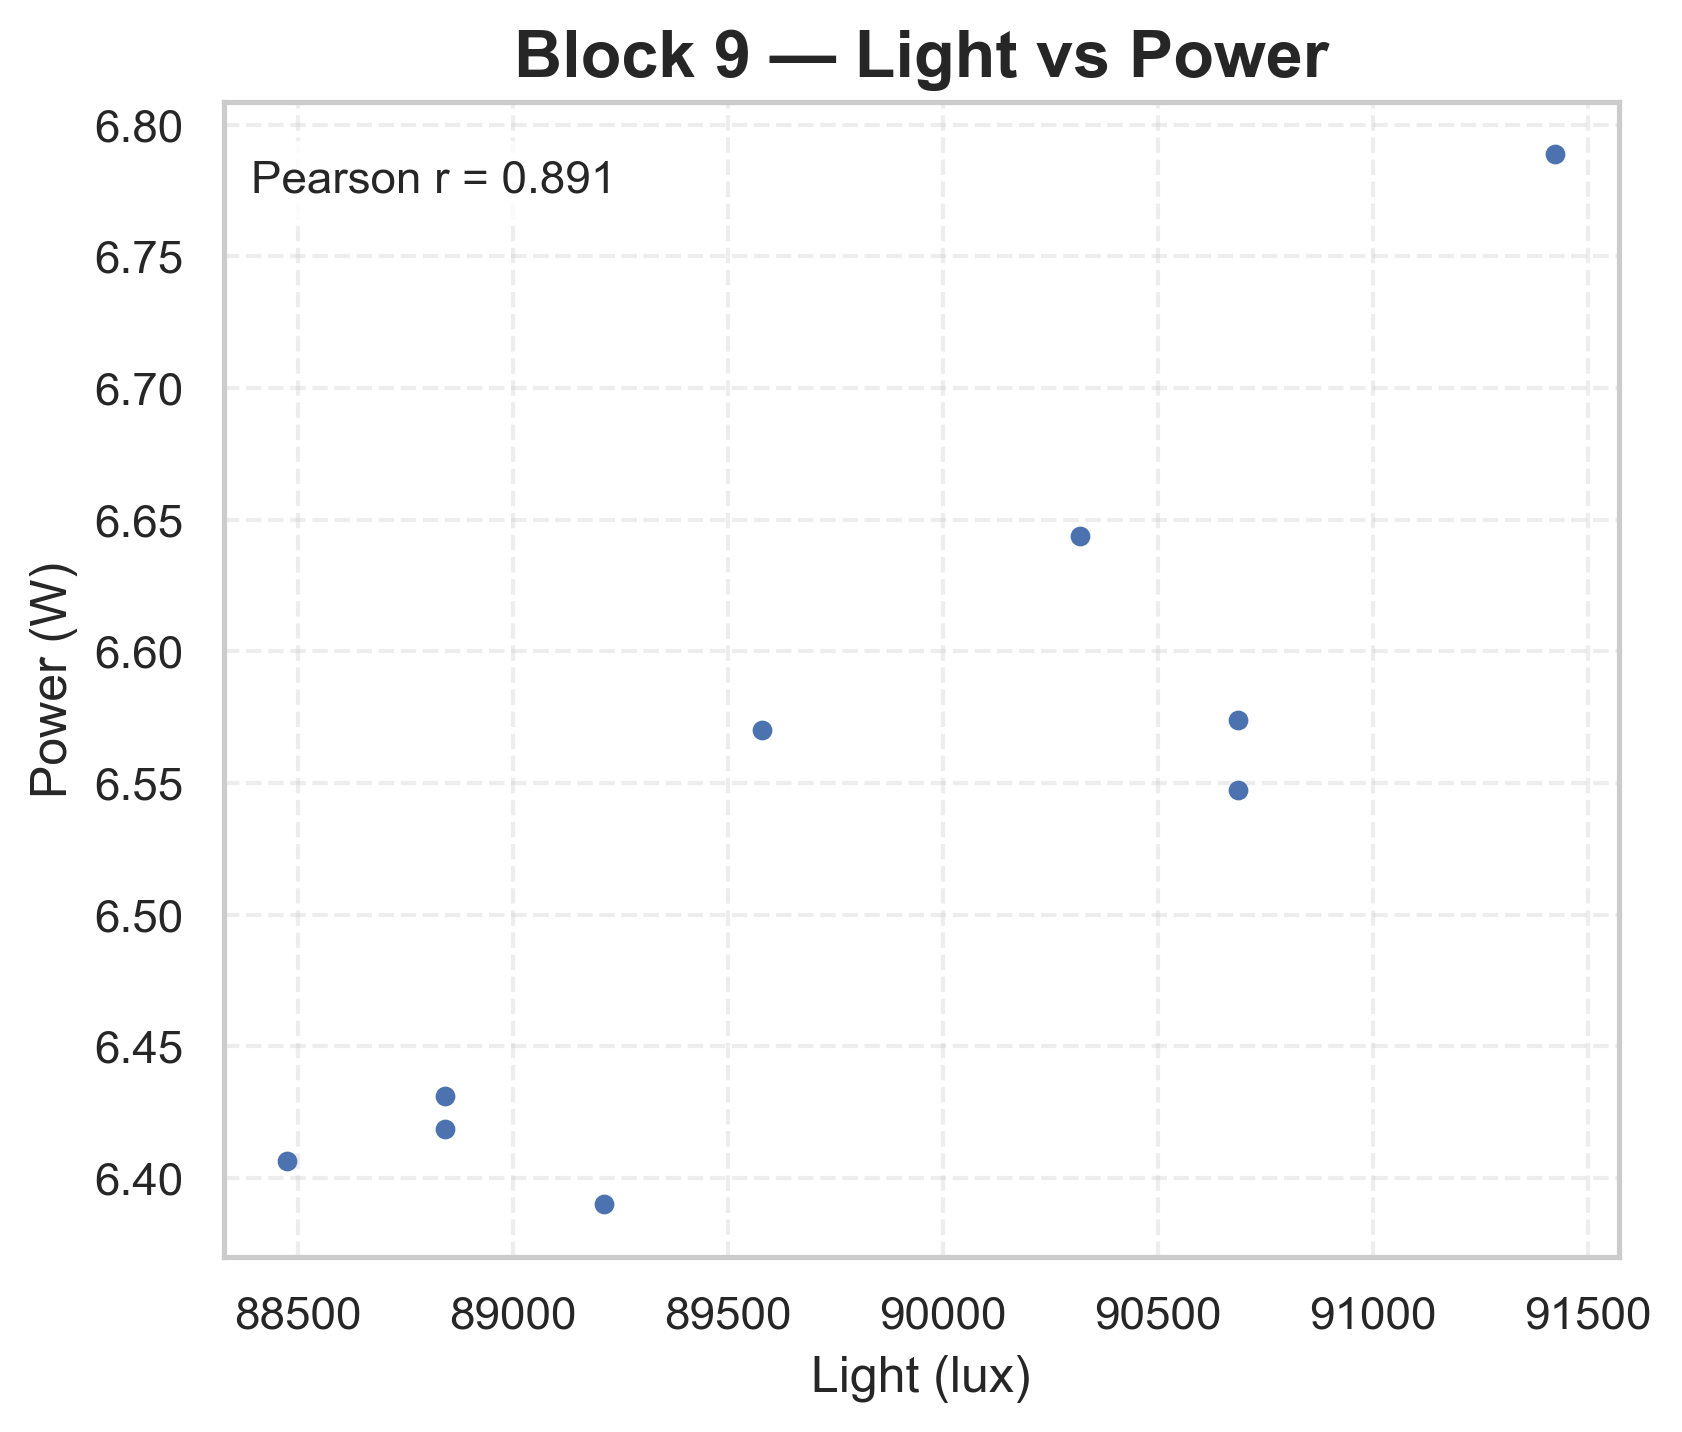 Block 9 — Light vs Power
Pearson r = 0.891
6.80
6.75
6.70
6.65
6.60
6.55
6.50
6.45
6.40
Power (W)
88500 89000 89500 90000 90500 91000 91500
Light (lux)